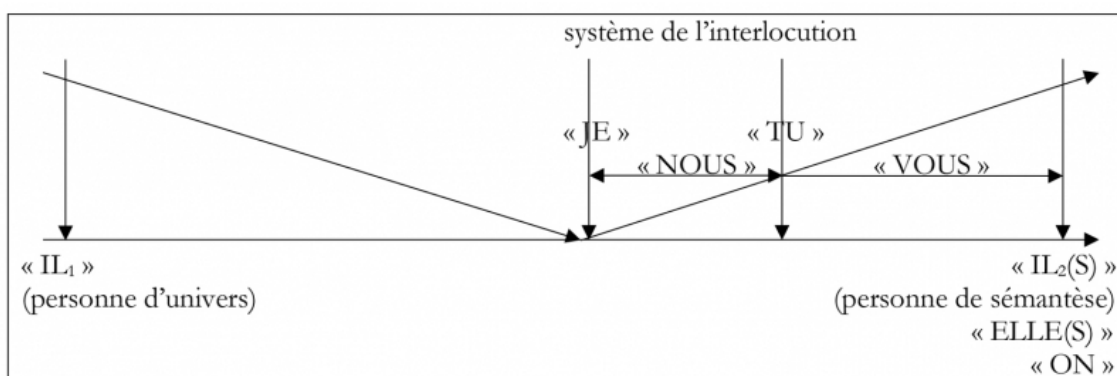 système de l’interlocution
« JE »
« TU »
« NOUS »
« VOUS »
« IL₁ »
(personne d’univers)
« IL₂(S) »
(personne de sémantèse)
« ELLE(S) »
« ON »